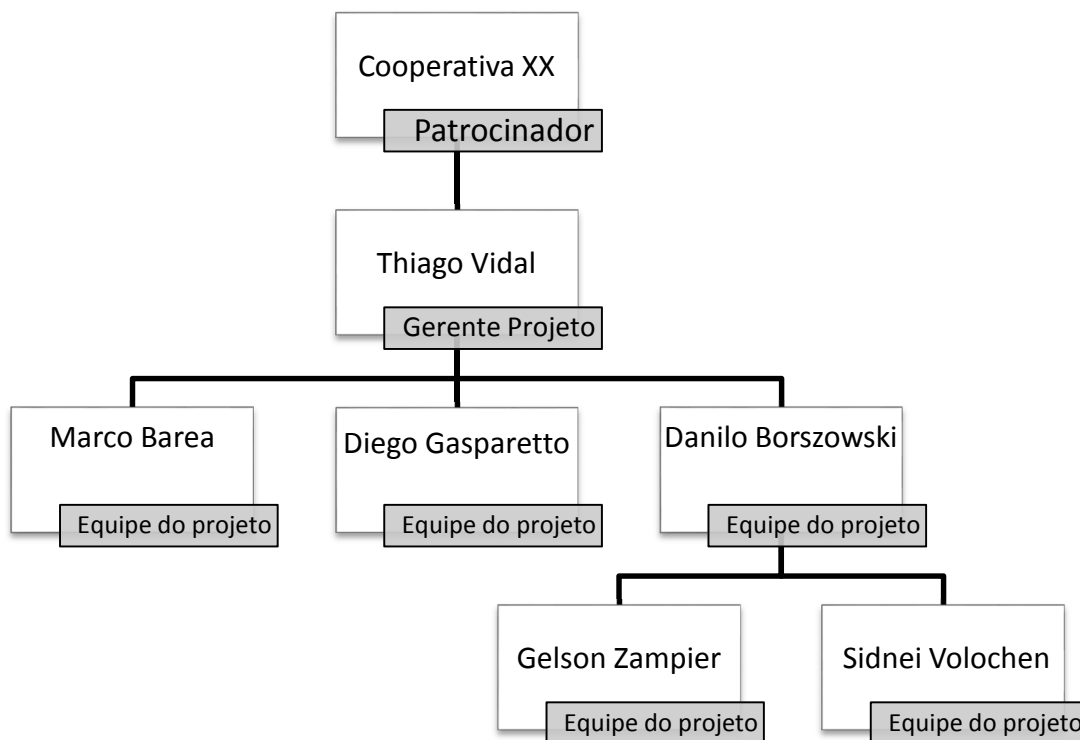 Cooperativa XX
Patrocinador
Thiago Vidal
Gerente Projeto
Marco Barea
Equipe do projeto
Diego Gasparetto
Equipe do projeto
Danilo Borszowski
Equipe do projeto
Gelson Zampier
Equipe do projeto
Sidnei Volochen
Equipe do projeto